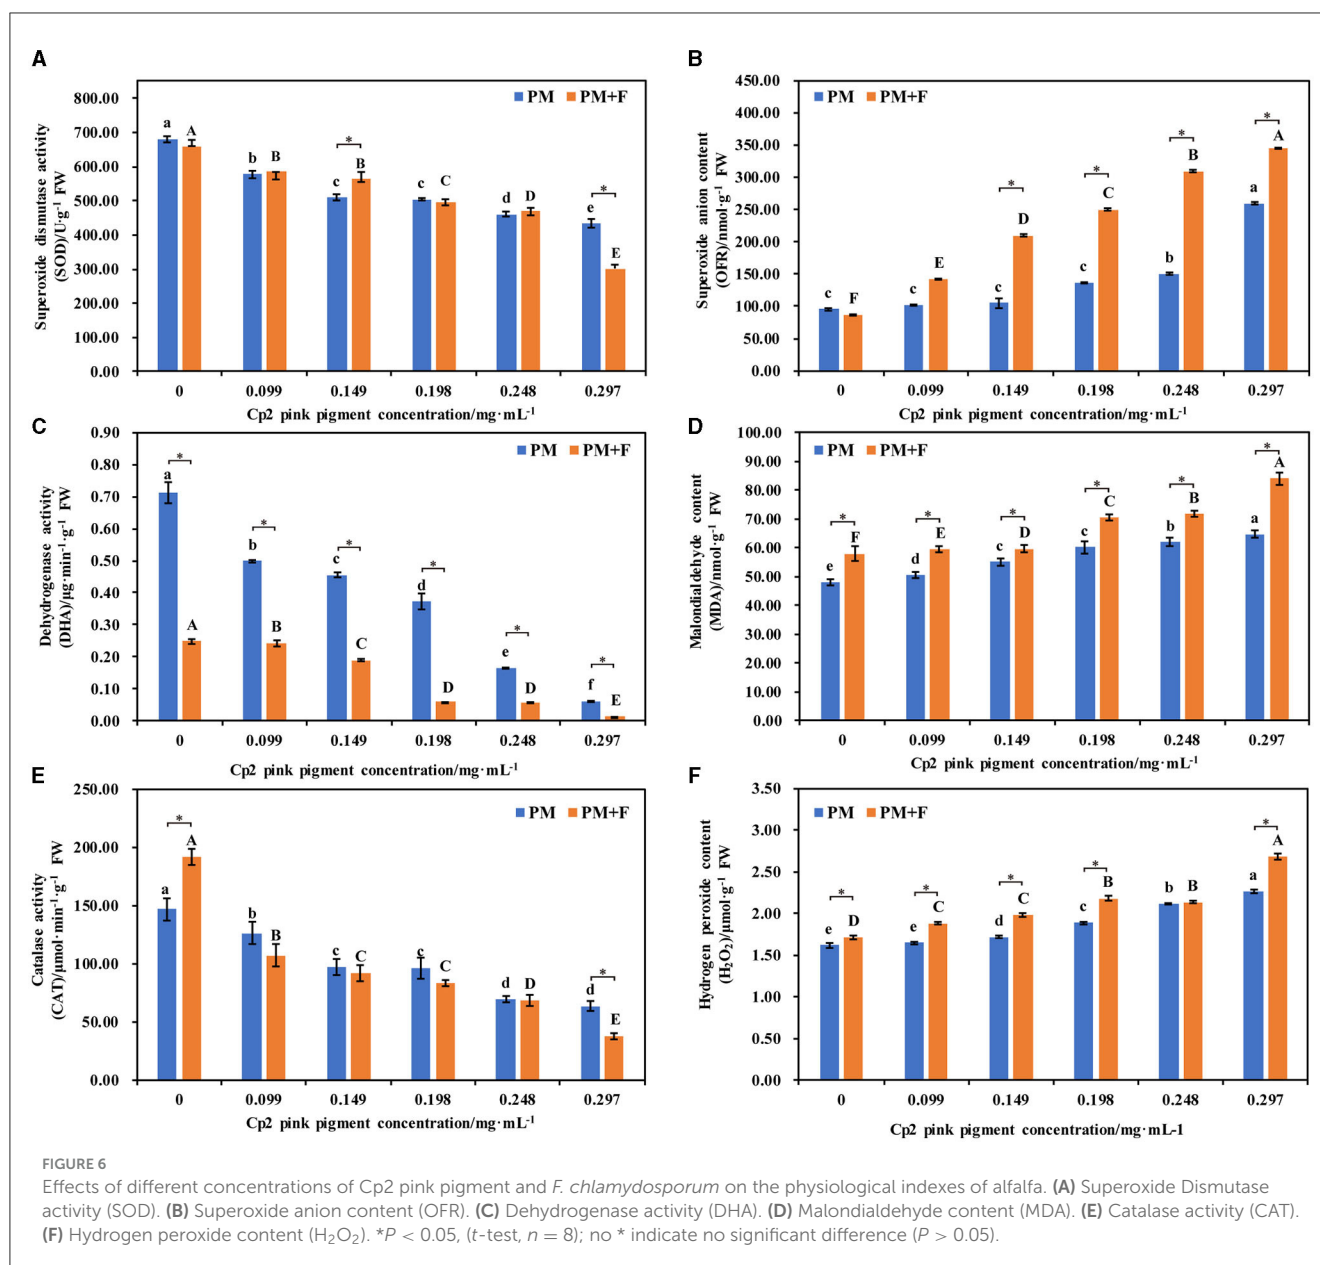 A
Superoxide dismutase activity
(SOD)/U·g⁻¹ FW
800.00
700.00
600.00
500.00
400.00
300.00
200.00
100.00
0.00
PM PM+F
a A
b B
c B *
c C
d D
e E *
0 0.099 0.149 0.198 0.248 0.297
Cp2 pink pigment concentration/mg·mL⁻¹
B
Superoxide anion content
(OFR)/nmol·g⁻¹ FW
450.00
400.00
350.00
300.00
250.00
200.00
150.00
100.00
50.00
0.00
PM PM+F
c F
c E
c D *
c C *
b B *
a A *
0 0.099 0.149 0.198 0.248 0.297
Cp2 pink pigment concentration/mg·mL⁻¹
C
Dehydrogenase activity
(DHA)/µg·min⁻¹·g⁻¹ FW
0.90
0.80
0.70
0.60
0.50
0.40
0.30
0.20
0.10
0.00
PM PM+F
a A *
b B *
c C *
d D *
e D *
f E *
0 0.099 0.149 0.198 0.248 0.297
Cp2 pink pigment concentration/mg·mL⁻¹
D
Malondialdehyde content
(MDA)/nmol·g⁻¹ FW
100.00
90.00
80.00
70.00
60.00
50.00
40.00
30.00
20.00
10.00
0.00
PM PM+F
e F *
d E *
c D *
c C *
b B *
a A *
0 0.099 0.149 0.198 0.248 0.297
Cp2 pink pigment concentration/mg·mL⁻¹
E
Catalase activity
(CAT)/µmol·min⁻¹·g⁻¹ FW
250.00
200.00
150.00
100.00
50.00
0.00
PM PM+F
a A *
b B
c C
c C
d D
d E *
0 0.099 0.149 0.198 0.248 0.297
Cp2 pink pigment concentration/mg·mL⁻¹
F
Hydrogen peroxide content
(H₂O₂)/µmol·g⁻¹ FW
3.50
3.00
2.50
2.00
1.50
1.00
0.50
0.00
PM PM+F
e D *
e C *
d C *
c B *
b B
a A *
0 0.099 0.149 0.198 0.248 0.297
Cp2 pink pigment concentration/mg·mL-1
FIGURE 6
Effects of different concentrations of Cp2 pink pigment and F. chlamydosporum on the physiological indexes of alfalfa. (A) Superoxide Dismutase
activity (SOD). (B) Superoxide anion content (OFR). (C) Dehydrogenase activity (DHA). (D) Malondialdehyde content (MDA). (E) Catalase activity (CAT).
(F) Hydrogen peroxide content (H₂O₂). *P < 0.05, (t-test, n = 8); no * indicate no significant difference (P > 0.05).